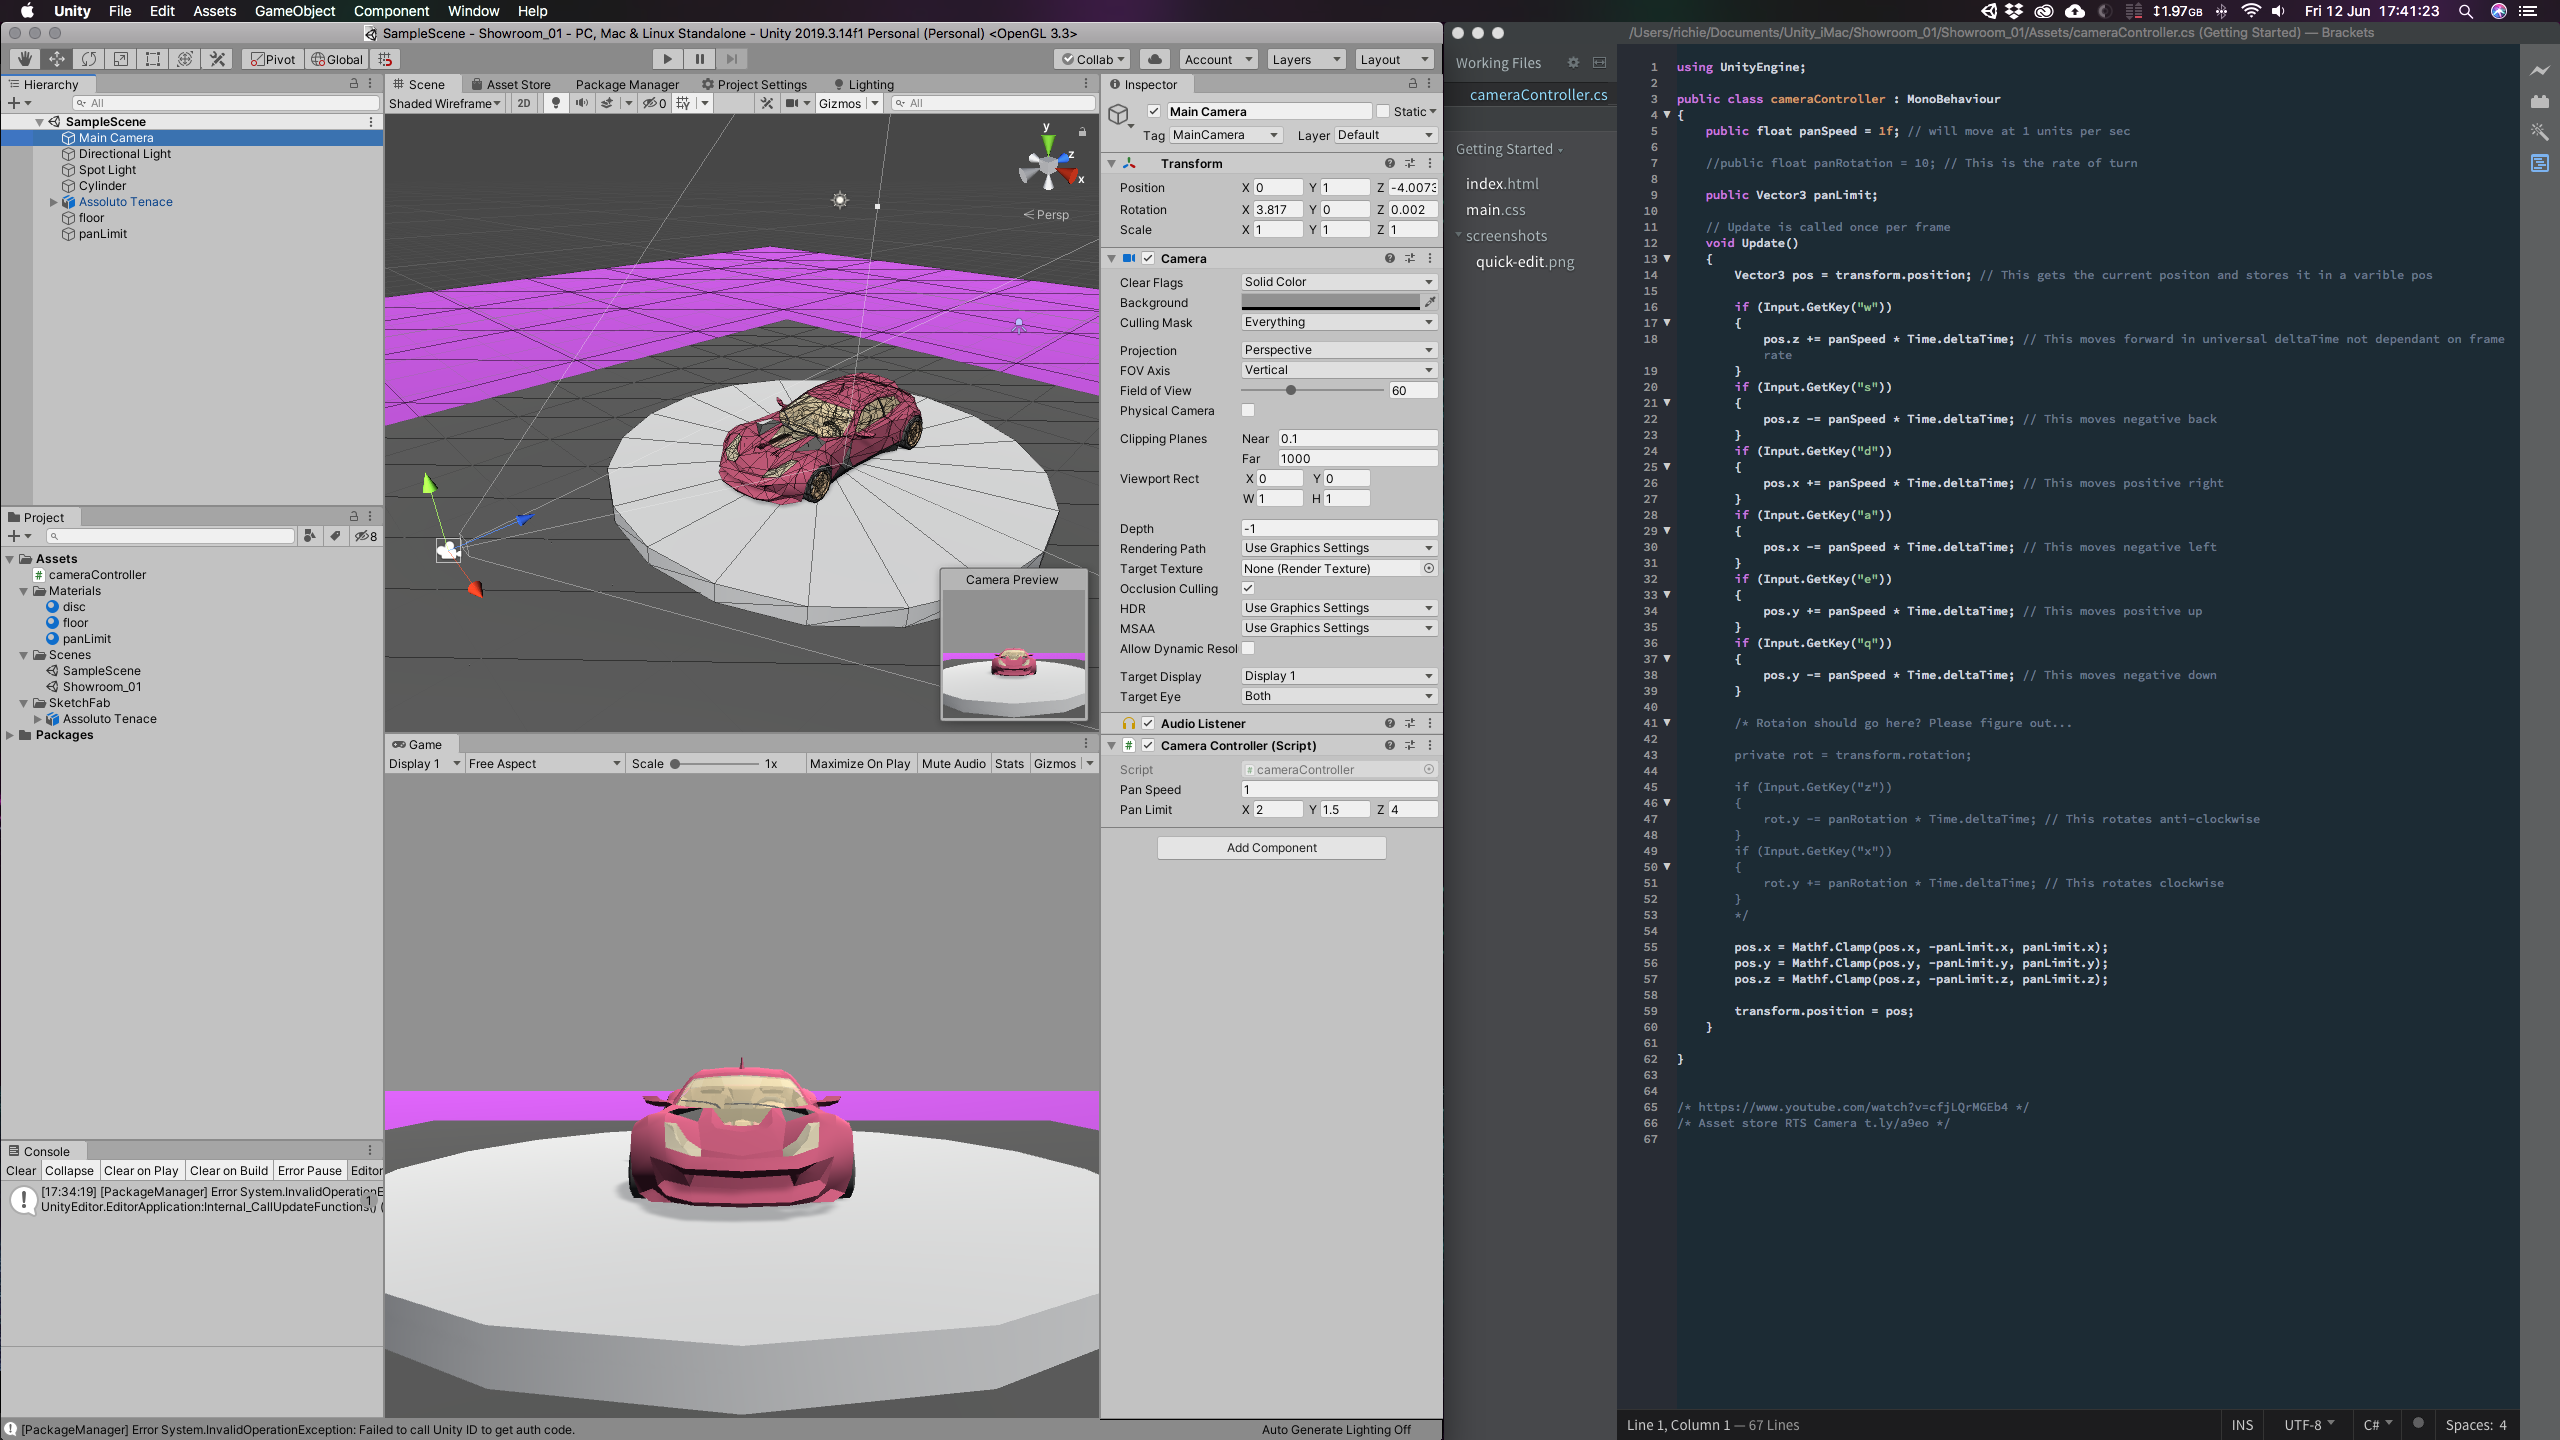 Unity File Edit Assets GameObject Component Window Help
1.97GB Fri 12 Jun 17:41:23
SampleScene - Showroom_01 - PC, Mac & Linux Standalone - Unity 2019.3.14f1 Personal (Personal) <OpenGL 3.3>
Pivot Global Collab Account Layers Layout
Hierarchy
All
SampleScene
Main Camera
Directional Light
Spot Light
Cylinder
Assoluto Tenace
floor
panLimit
Project
8
Assets
cameraController
Materials
disc
floor
panLimit
Scenes
SampleScene
Showroom_01
SketchFab
Assoluto Tenace
Packages
Console
Clear Collapse Clear on Play Clear on Build Error Pause Editor
[17:34:19] [PackageManager] Error System.InvalidOperationE
UnityEditor.EditorApplication:Internal_CallUpdateFunctions() (
1
[PackageManager] Error System.InvalidOperationException: Failed to call Unity ID to get auth code.
Auto Generate Lighting Off
Scene Asset Store Package Manager Project Settings Lighting
Shaded Wireframe 2D 0 Gizmos All
y
z
x
Persp
Camera Preview
Game
Display 1 Free Aspect Scale 1x Maximize On Play Mute Audio Stats Gizmos
Inspector
Main Camera Static
Tag MainCamera Layer Default
Transform
Position X 0 Y 1 Z -4.0073
Rotation X 3.817 Y 0 Z 0.002
Scale X 1 Y 1 Z 1
Camera
Clear Flags Solid Color
Background
Culling Mask Everything
Projection Perspective
FOV Axis Vertical
Field of View 60
Physical Camera
Clipping Planes Near 0.1
Far 1000
Viewport Rect X 0 Y 0
W 1 H 1
Depth -1
Rendering Path Use Graphics Settings
Target Texture None (Render Texture)
Occlusion Culling
HDR Use Graphics Settings
MSAA Use Graphics Settings
Allow Dynamic Resol
Target Display Display 1
Target Eye Both
Audio Listener
Camera Controller (Script)
Script cameraController
Pan Speed 1
Pan Limit X 2 Y 1.5 Z 4
Add Component
/Users/richie/Documents/Unity_iMac/Showroom_01/Showroom_01/Assets/cameraController.cs (Getting Started) — Brackets
Working Files
cameraController.cs
Getting Started
index.html
main.css
screenshots
quick-edit.png
1 using UnityEngine;
2
3 public class cameraController : MonoBehaviour
4 {
5 public float panSpeed = 1f; // will move at 1 units per sec
6
7 //public float panRotation = 10; // This is the rate of turn
8
9 public Vector3 panLimit;
10
11 // Update is called once per frame
12 void Update()
13 {
14 Vector3 pos = transform.position; // This gets the current positon and stores it in a varible pos
15
16 if (Input.GetKey("w"))
17 {
18 pos.z += panSpeed * Time.deltaTime; // This moves forward in universal deltaTime not dependant on frame
rate
19 }
20 if (Input.GetKey("s"))
21 {
22 pos.z -= panSpeed * Time.deltaTime; // This moves negative back
23 }
24 if (Input.GetKey("d"))
25 {
26 pos.x += panSpeed * Time.deltaTime; // This moves positive right
27 }
28 if (Input.GetKey("a"))
29 {
30 pos.x -= panSpeed * Time.deltaTime; // This moves negative left
31 }
32 if (Input.GetKey("e"))
33 {
34 pos.y += panSpeed * Time.deltaTime; // This moves positive up
35 }
36 if (Input.GetKey("q"))
37 {
38 pos.y -= panSpeed * Time.deltaTime; // This moves negative down
39 }
40
41 /* Rotaion should go here? Please figure out...
42
43 private rot = transform.rotation;
44
45 if (Input.GetKey("z"))
46 {
47 rot.y -= panRotation * Time.deltaTime; // This rotates anti-clockwise
48 }
49 if (Input.GetKey("x"))
50 {
51 rot.y += panRotation * Time.deltaTime; // This rotates clockwise
52 }
53 */
54
55 pos.x = Mathf.Clamp(pos.x, -panLimit.x, panLimit.x);
56 pos.y = Mathf.Clamp(pos.y, -panLimit.y, panLimit.y);
57 pos.z = Mathf.Clamp(pos.z, -panLimit.z, panLimit.z);
58
59 transform.position = pos;
60 }
61
62 }
63
64
65 /* https://www.youtube.com/watch?v=cfjLQrMGEb4 */
66 /* Asset store RTS Camera t.ly/a9eo */
67
Line 1, Column 1 — 67 Lines
INS UTF-8 C# Spaces: 4